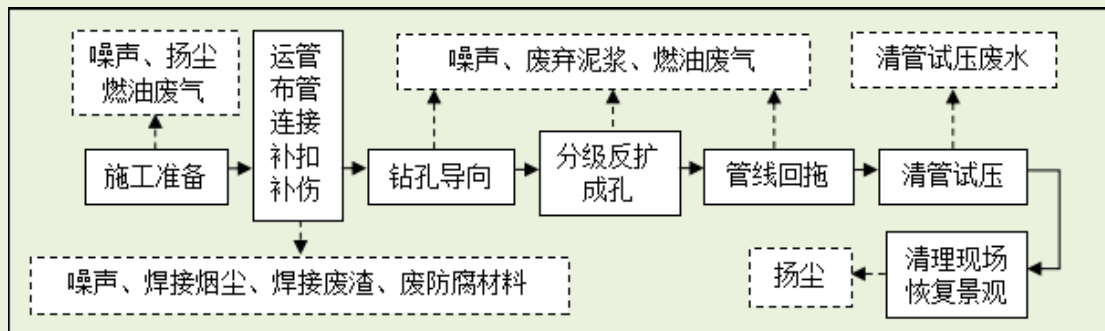 噪声、扬尘
燃油废气
运管
布管
连接
补扣
补伤
噪声、废弃泥浆、燃油废气
清管试压废水
施工准备
钻孔导向
分级反扩
成孔
管线回拖
清管试压
噪声、焊接烟尘、焊接废渣、废防腐材料
扬尘
清理现场
恢复景观